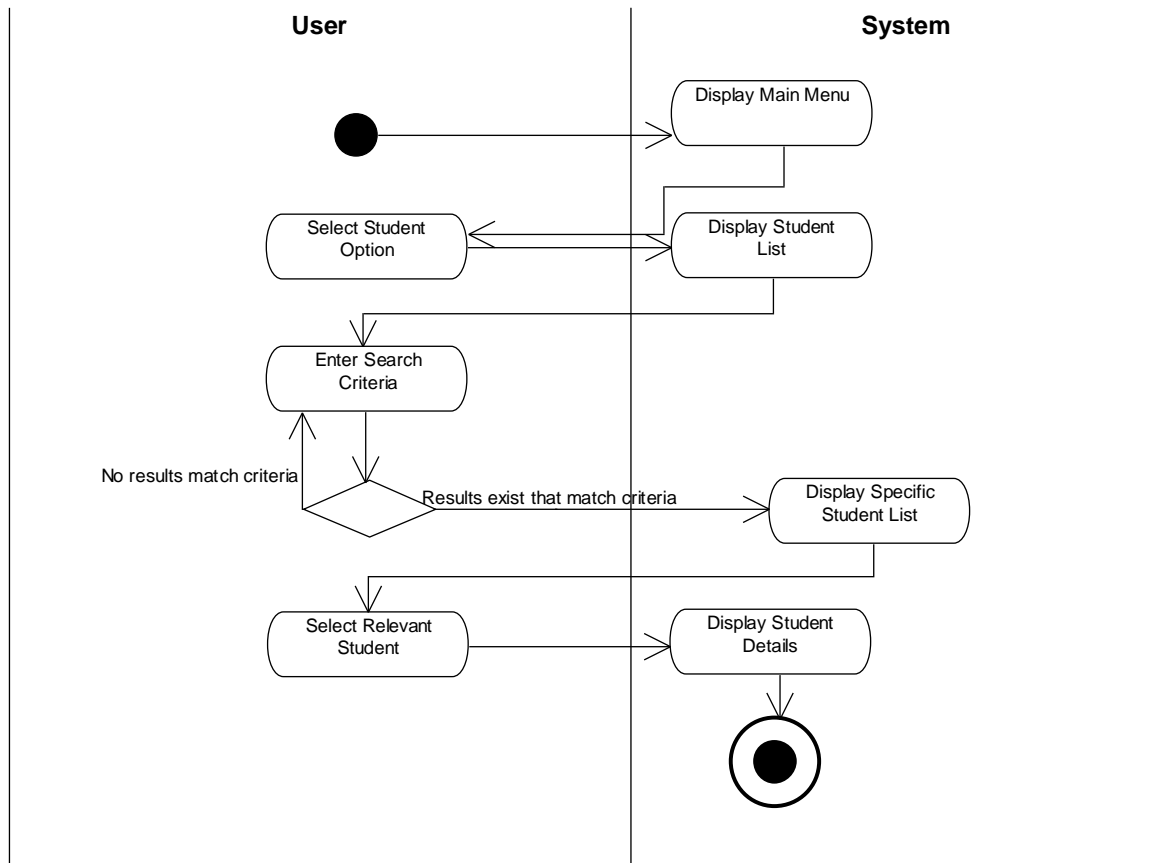 User
System
Display Main Menu
Select Student
Option
Display Student
List
Enter Search
Criteria
No results match criteria
Results exist that match criteria
Display Specific
Student List
Select Relevant
Student
Display Student
Details